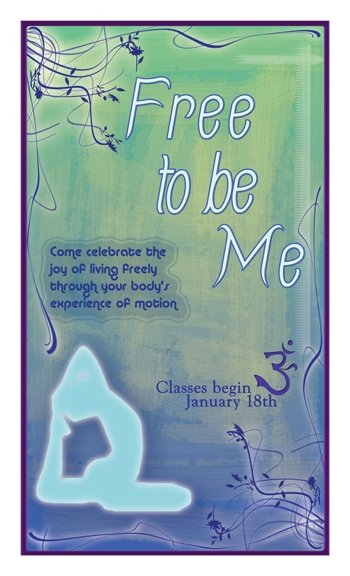 Free
to be
Me
Come celebrate the
joy of living freely
through your body's
experience of motion
Classes begin
January 18th
ॐ